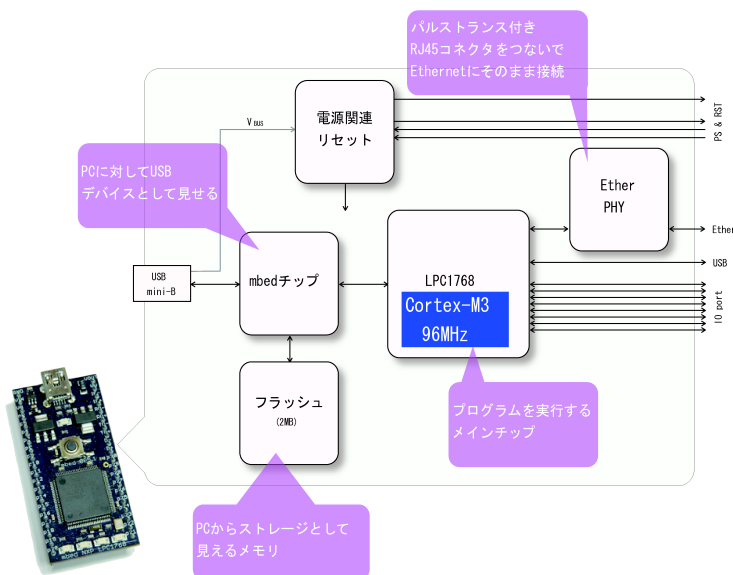 パルストランス付き
RJ45コネクタをつないで
Ethernetにそのまま接続
電源関連
リセット
VBUS
PS & RST
PCに対してUSB
デバイスとして見せる
Ether
PHY
Ether
mbedチップ
LPC1768
Cortex-M3
96MHz
USB
USB
mini-B
IO port
フラッシュ
(2MB)
プログラムを実行する
メインチップ
PCからストレージとして
見えるメモリ
mbed NXP LPC1768